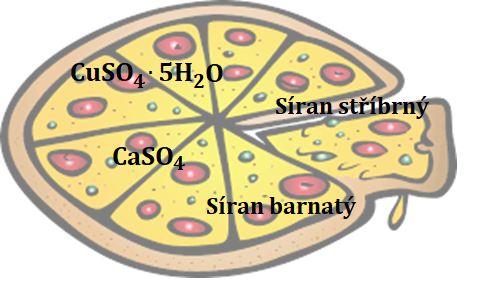 CuSO₄· 5H₂O
Síran stříbrný
CaSO₄
Síran barnatý